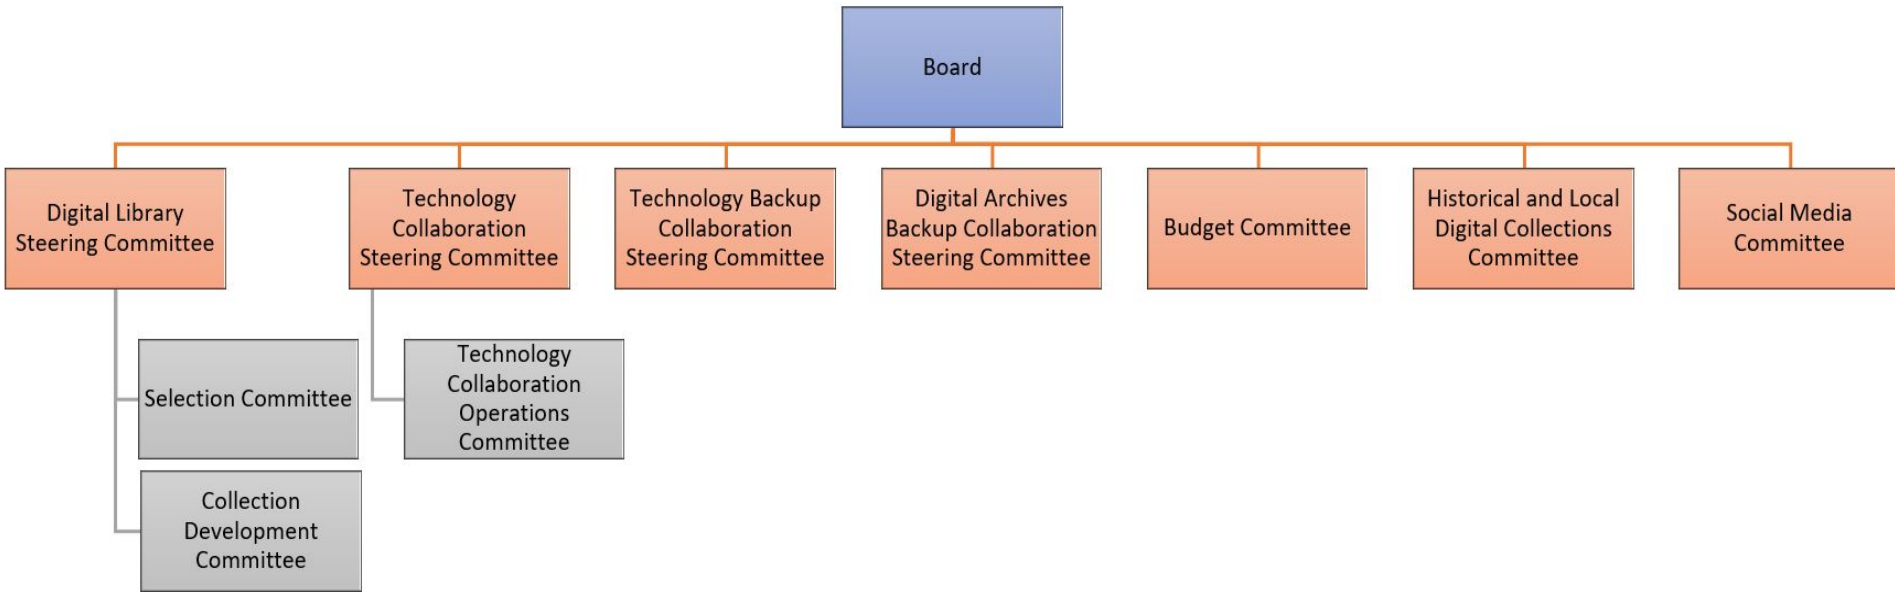 Board
Digital Library
Steering Committee
Technology
Collaboration
Steering Committee
Technology Backup
Collaboration
Steering Committee
Digital Archives
Backup Collaboration
Steering Committee
Budget Committee
Historical and Local
Digital Collections
Committee
Social Media
Committee
Selection Committee
Technology
Collaboration
Operations
Committee
Collection
Development
Committee